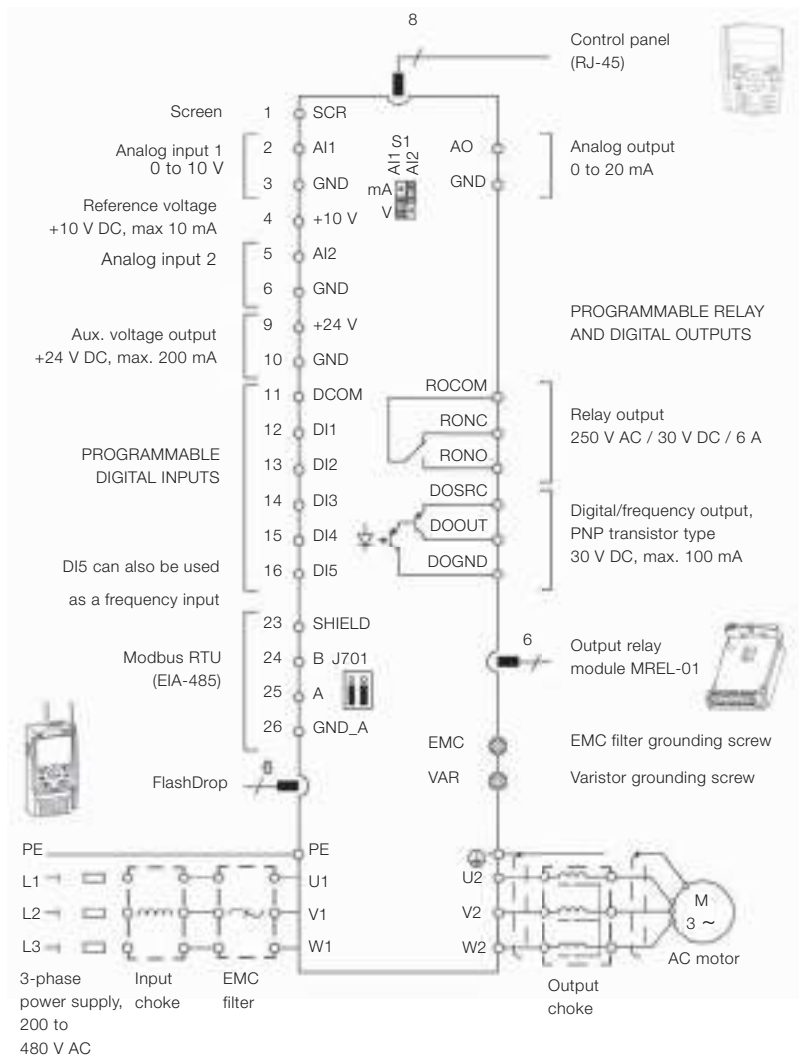 8
Control panel
(RJ-45)
Screen 1 SCR
Analog input 1
0 to 10 V
2 AI1
3 GND
S1
AI1
AI2
mA
V
AO
GND
Analog output
0 to 20 mA
Reference voltage
+10 V DC, max 10 mA
4 +10 V
Analog input 2
5 AI2
6 GND
Aux. voltage output
+24 V DC, max. 200 mA
9 +24 V
10 GND
PROGRAMMABLE RELAY
AND DIGITAL OUTPUTS
PROGRAMMABLE
DIGITAL INPUTS
11 DCOM
12 DI1
13 DI2
14 DI3
15 DI4
16 DI5
DI5 can also be used
as a frequency input
ROCOM
RONC
RONO
Relay output
250 V AC / 30 V DC / 6 A
DOSRC
DOOUT
DOGND
Digital/frequency output,
PNP transistor type
30 V DC, max. 100 mA
Modbus RTU
(EIA-485)
23 SHIELD
24 B J701
25 A
26 GND_A
6
Output relay
module MREL-01
EMC EMC filter grounding screw
VAR Varistor grounding screw
FlashDrop
8
PE PE
L1 U1 U2
L2 V1 V2
L3 W1 W2
M
3 ~
AC motor
3-phase
power supply,
200 to
480 V AC
Input
choke
EMC
filter
Output
choke